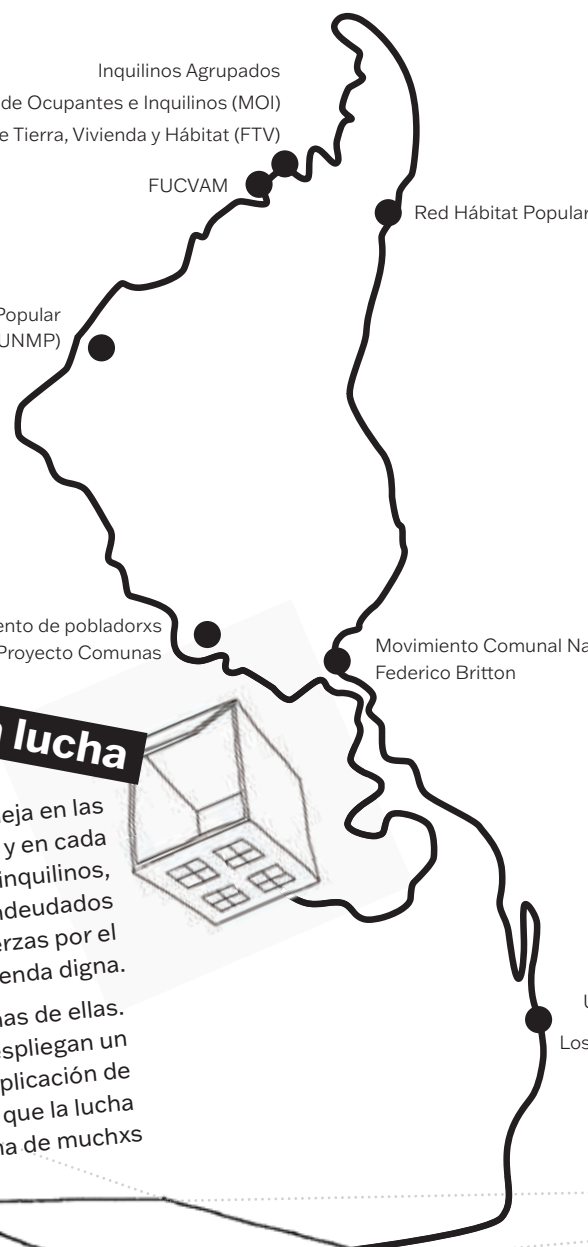 Inquilinos Agrupados
de Ocupantes e Inquilinos (MOI)
e Tierra, Vivienda y Hábitat (FTV)
FUCVAM
Red Hábitat Popular
Popular
UNMP)
ento de pobladorxs
Proyecto Comunas
Movimiento Comunal Na
Federico Britton
lucha
eja en las
y en cada
inquilinos,
ndeudados
erzas por el
enda digna.
nas de ellas.
espliegan un
plicación de
que la lucha
na de muchxs
U
Los